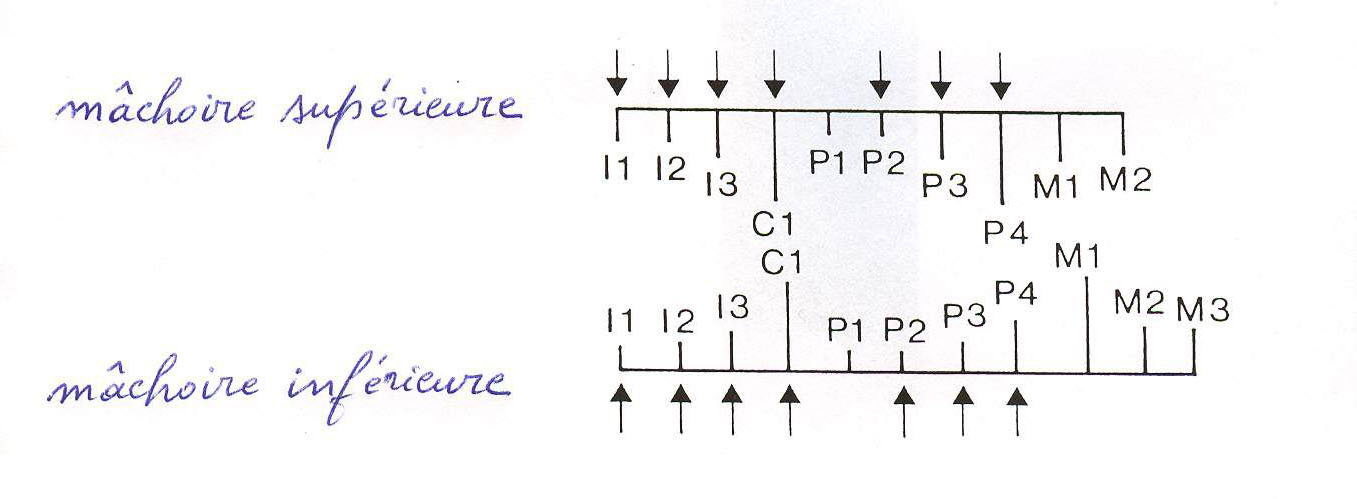 mâchoire supérieure
I1 I2 I3 C1 P1 P2 P3 P4 M1 M2
I1 I2 I3 C1 P1 P2 P3 P4 M1 M2 M3
mâchoire inférieure